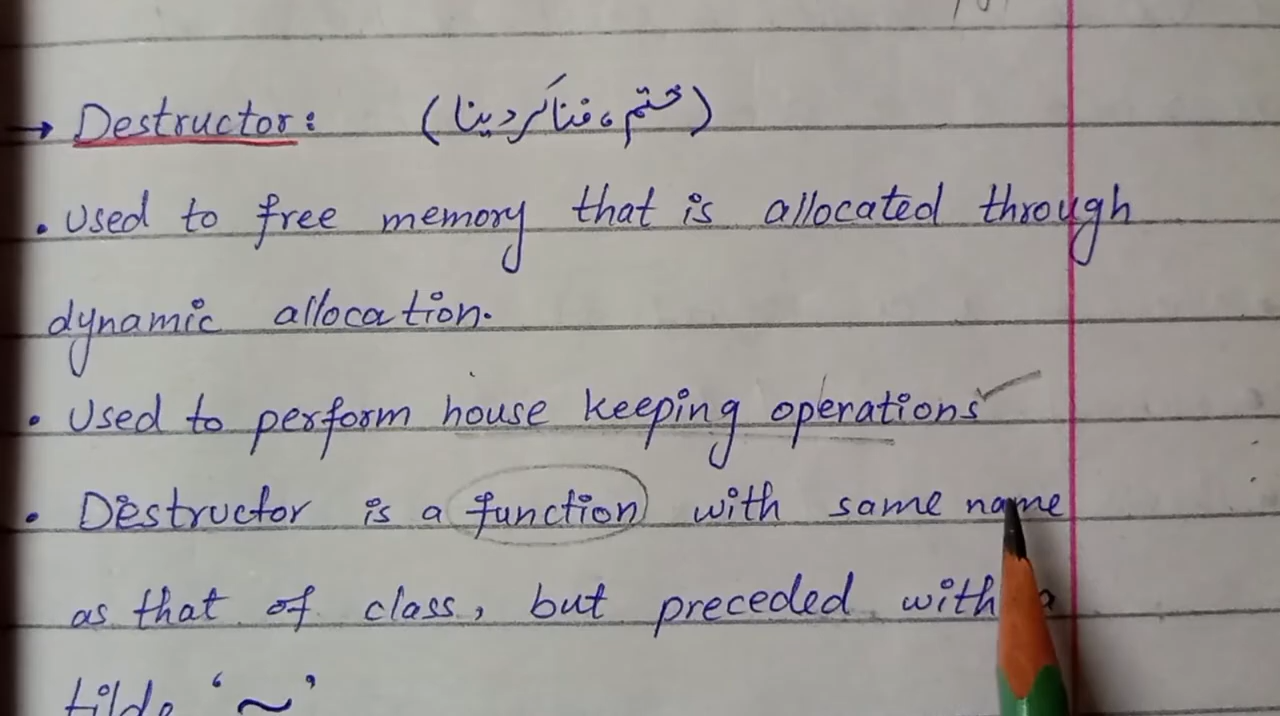 → Destructor: (ختم، فنا کر دینا)
• Used to free memory that is allocated through
dynamic allocation.
• Used to perform house keeping operations
• Destructor is a function with same name
as that of class, but preceded with a
tilde '~'